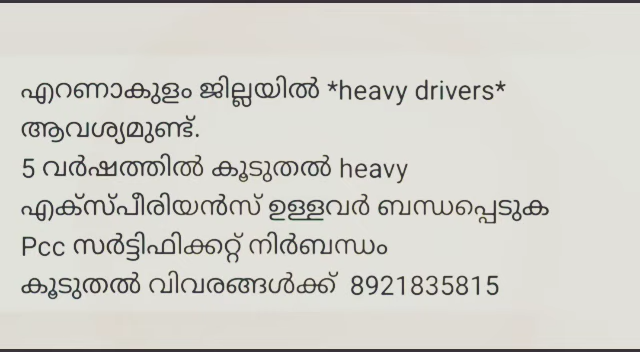 എറണാകുളം ജില്ലയിൽ *heavy drivers*
ആവശ്യമുണ്ട്.
5 വർഷത്തിൽ കൂടുതൽ heavy
എക്സ്പീരിയൻസ് ഉള്ളവർ ബന്ധപ്പെടുക
Pcc സർട്ടിഫിക്കറ്റ് നിർബന്ധം
കൂടുതൽ വിവരങ്ങൾക്ക് 8921835815